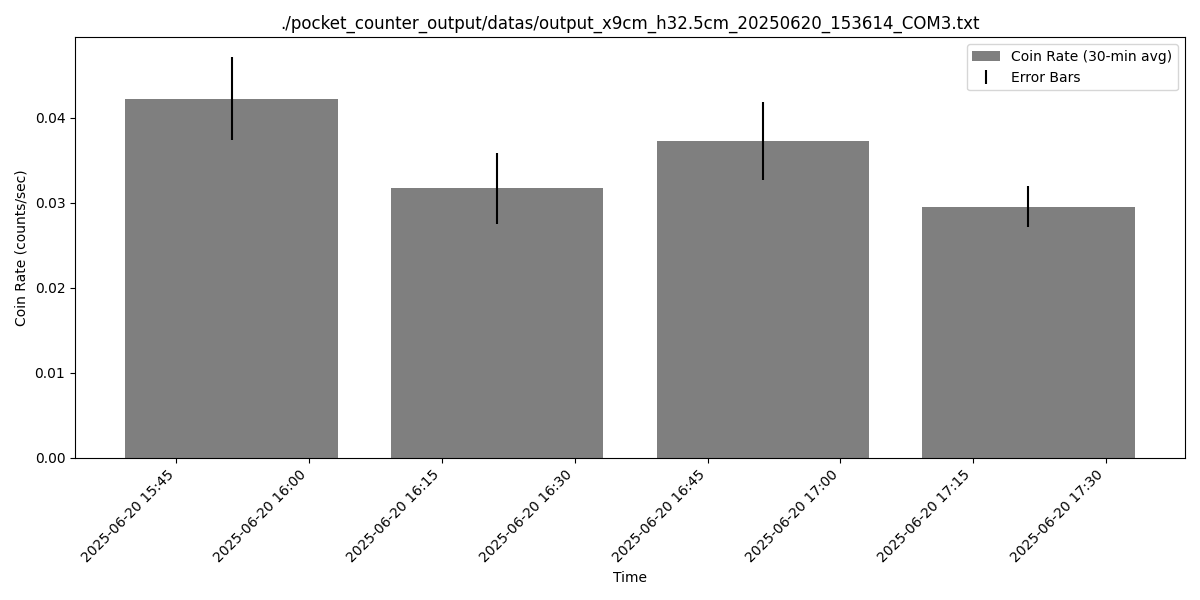 ./pocket_counter_output/datas/output_x9cm_h32.5cm_20250620_153614_COM3.txt
Coin Rate (30-min avg)
Error Bars
Coin Rate (counts/sec)
0.04
0.03
0.02
0.01
0.00
2025-06-20 15:45
2025-06-20 16:00
2025-06-20 16:15
2025-06-20 16:30
2025-06-20 16:45
2025-06-20 17:00
2025-06-20 17:15
2025-06-20 17:30
Time